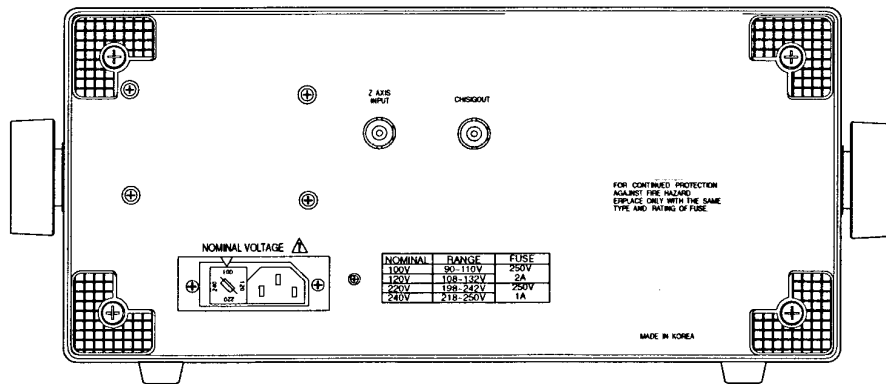 Z AXIS
INPUT
CHISIGOUT
FOR CONTINUED PROTECTION
AGAINST FIRE HAZARD
ERPLACE ONLY WITH THE SAME
TYPE AND RATING OF FUSE.
NOMINAL VOLTAGE
100
240
120
220
NOMINAL RANGE FUSE
100V 90-110V 250V
120V 108-132V 2A
220V 198-242V 250V
240V 218-250V 1A
MADE IN KOREA